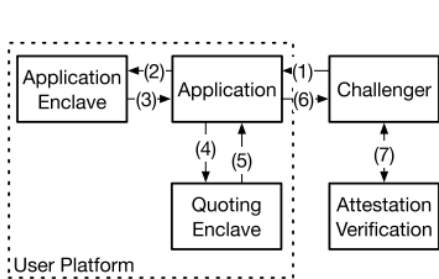 Application
Enclave
(2)
(3)
Application
(1)
(6)
Challenger
(4)
(5)
(7)
Quoting
Enclave
Attestation
Verification
User Platform